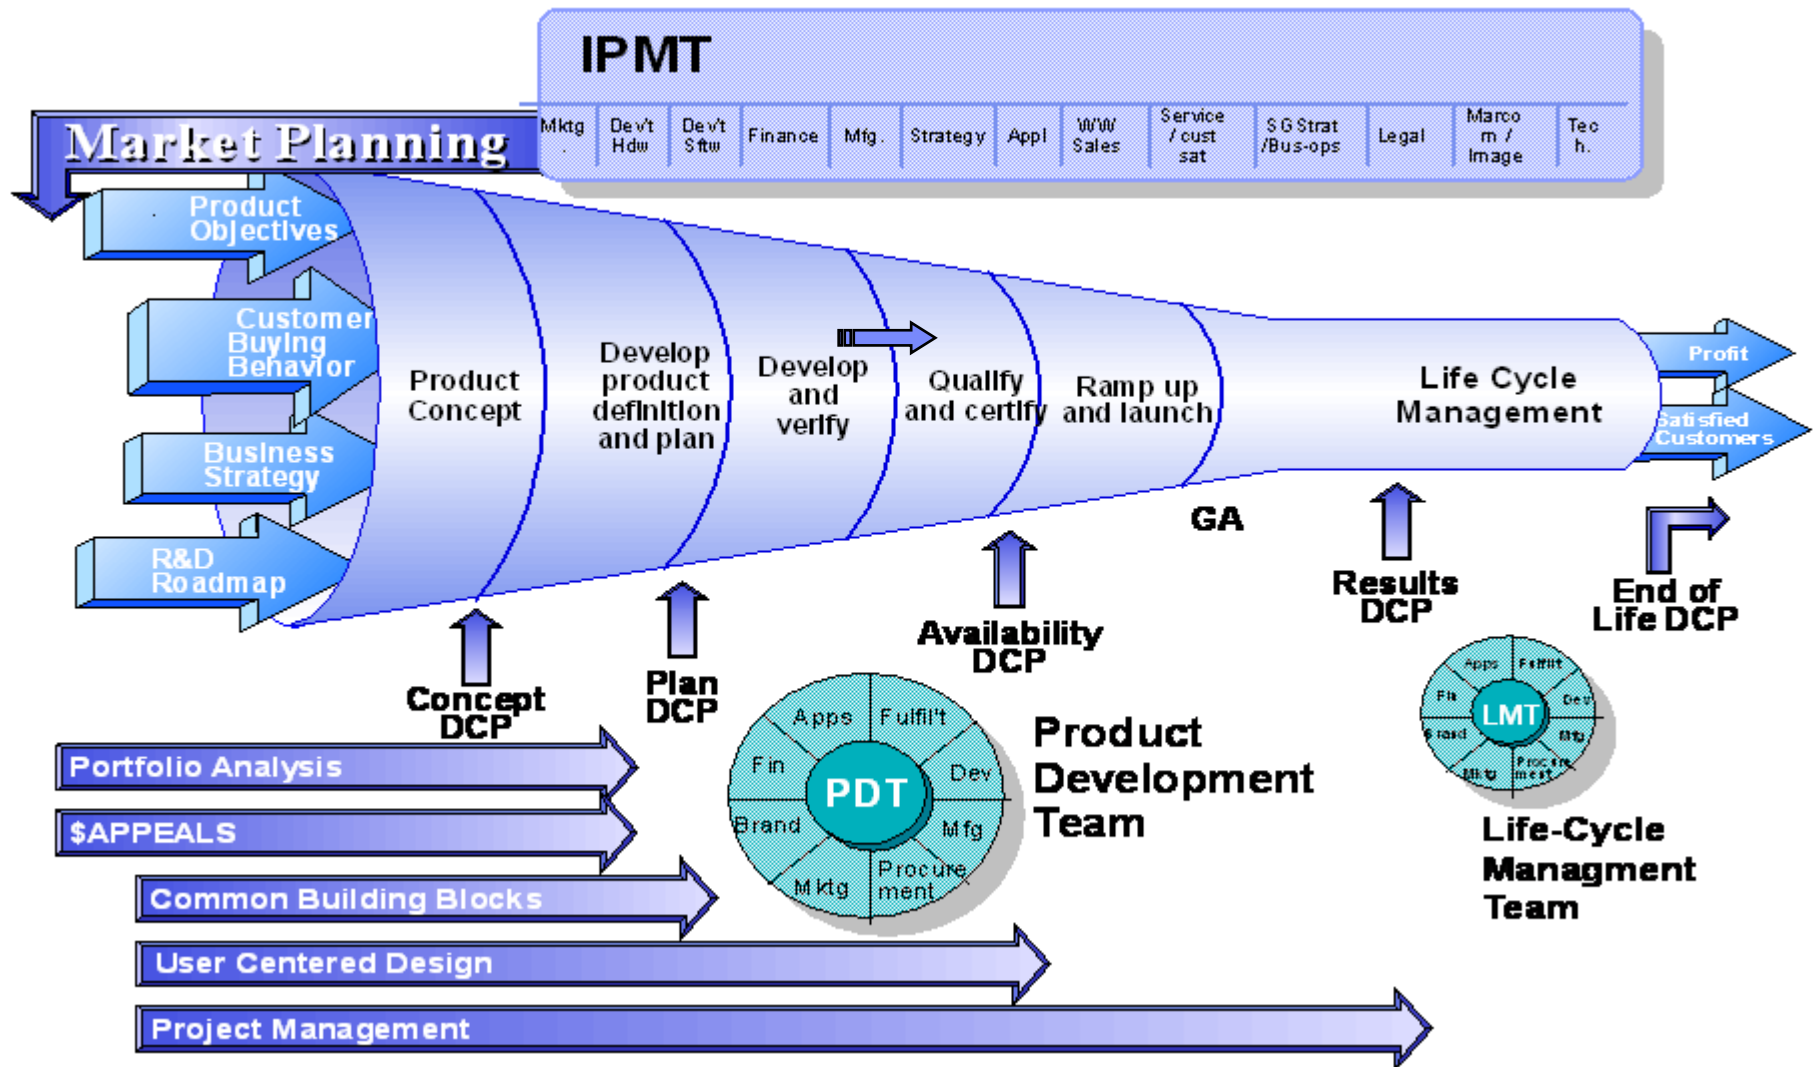 IPMT
Market Planning
Mktg
.
Dev't
Hdw
Dev't
Sftw
Finance
Mfg.
Strategy
Appl
WW
Sales
Service
/ cust
sat
SG Strat
/Bus-ops
Legal
Marco
m /
Image
Tec
h.
Product
Objectives
Customer
Buying
Behavior
Business
Strategy
R&D
Roadmap
Product
Concept
Develop
product
definition
and plan
Develop
and
verify
Qualify
and certify
Ramp up
and launch
Life Cycle
Management
Profit
Satisfied
Customers
GA
Concept
DCP
Plan
DCP
Availability
DCP
Results
DCP
End of
Life DCP
Portfolio Analysis
$APPEALS
Common Building Blocks
User Centered Design
Project Management
PDT
Apps
Fulfil't
Dev
Mfg
Procure
ment
Mktg
Brand
Fin
Product
Development
Team
LMT
Apps
Fulfil't
Dev
Mfg
Procure
ment
Mktg
Brand
Fin
Life-Cycle
Managment
Team